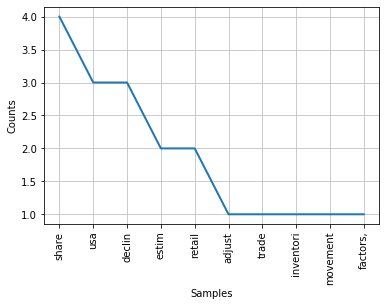 4.0
3.5
3.0
2.5
2.0
1.5
1.0
Counts
share
usa
declin
estim
retail
adjust
trade
inventori
movement
factors,
Samples